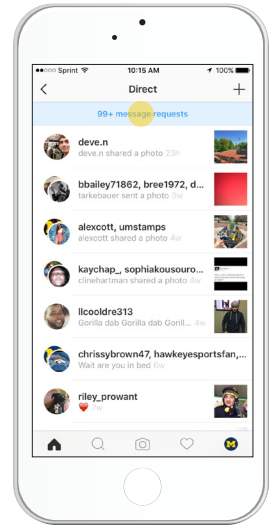 Sprint 10:15 AM 100%
Direct
99+ message requests
deve.n
deve.n shared a photo 23h
bbailey71862, bree1972, d...
tarkebauer sent a photo 2w
alexcott, umstamps
alexcott shared a photo 4w
kaychap_, sophiakousouro...
clinehartman shared a photo 4w
llcooldre313
Gorilla dab Gorilla dab Gorill... 4w
chrissybrown47, hawkeyesportsfan,...
Wait are you in bed 6w
riley_prowant
7w
M